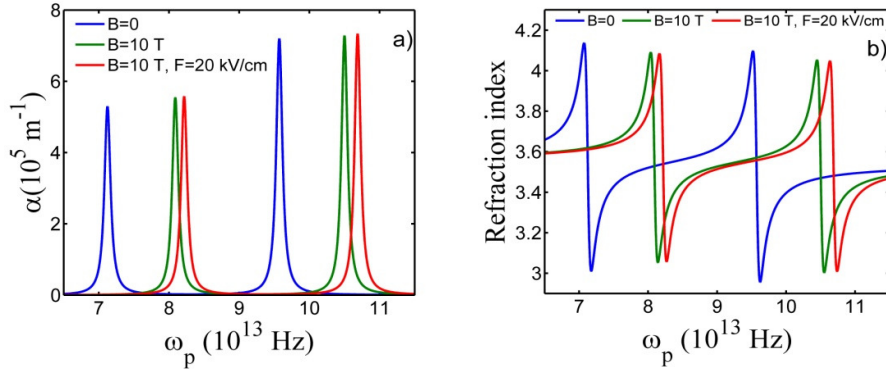 a)
B=0
B=10 T
B=10 T, F=20 kV/cm
α(10⁵ m⁻¹)
8
6
4
2
0
7 8 9 10 11
ωₚ (10¹³ Hz)
b)
B=0 B=10 T B=10 T, F=20 kV/cm
Refraction index
4.2
4
3.8
3.6
3.4
3.2
3
7 8 9 10 11
ωₚ (10¹³ Hz)